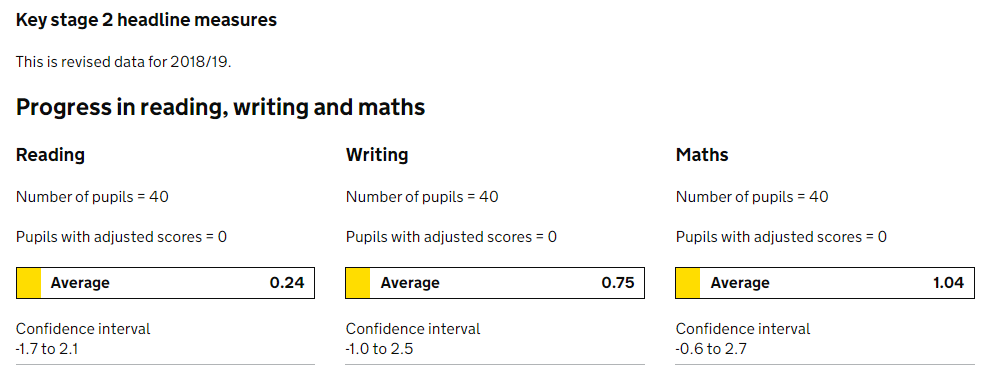 Key stage 2 headline measures
This is revised data for 2018/19.
Progress in reading, writing and maths
Reading
Number of pupils = 40
Pupils with adjusted scores = 0
Average 0.24
Confidence interval
-1.7 to 2.1
Writing
Number of pupils = 40
Pupils with adjusted scores = 0
Average 0.75
Confidence interval
-1.0 to 2.5
Maths
Number of pupils = 40
Pupils with adjusted scores = 0
Average 1.04
Confidence interval
-0.6 to 2.7